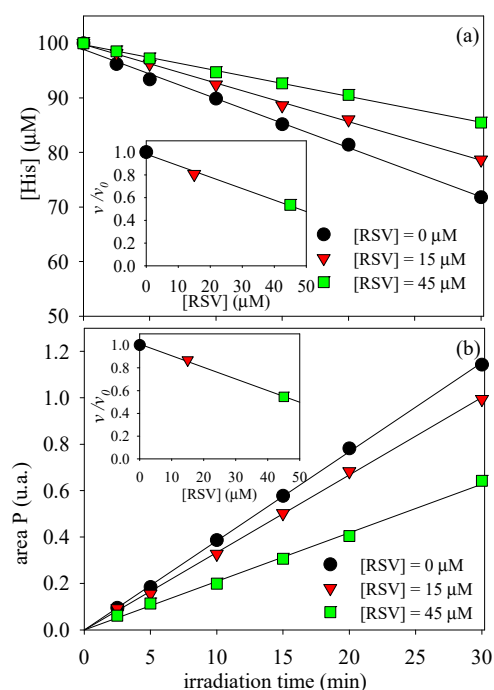 100
90
80
70
60
50
[His] (µM)
(a)
1.0
0.8
0.6
0.4
0.2
0.0
v/v0
0 10 20 30 40 50
[RSV] (µM)
[RSV] = 0 µM
[RSV] = 15 µM
[RSV] = 45 µM
1.2
1.0
0.8
0.6
0.4
0.2
0.0
area P (u.a.)
(b)
1.0
0.8
0.6
0.4
0.2
0.0
v/v0
0 10 20 30 40 50
[RSV] (µM)
[RSV] = 0 µM
[RSV] = 15 µM
[RSV] = 45 µM
0 5 10 15 20 25 30
irradiation time (min)